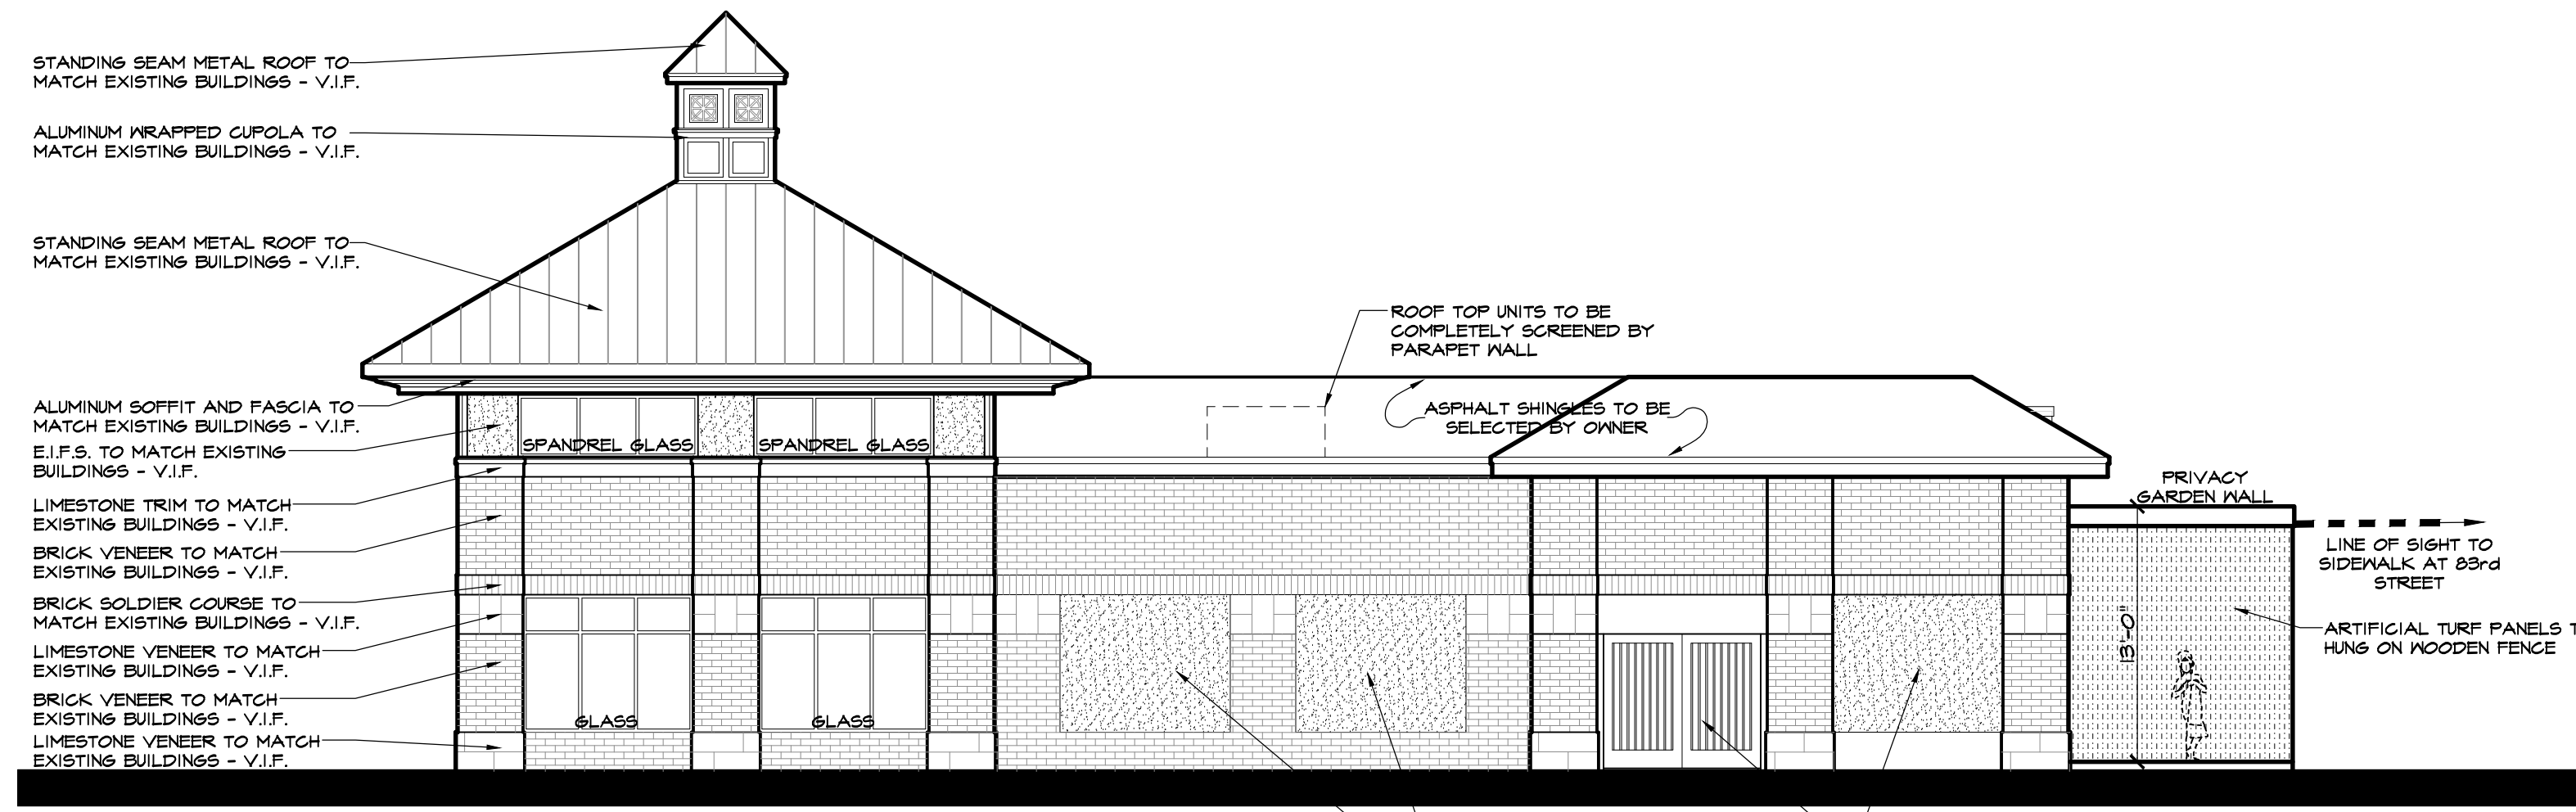 STANDING SEAM METAL ROOF TO
MATCH EXISTING BUILDINGS - V.I.F.
ALUMINUM WRAPPED CUPOLA TO
MATCH EXISTING BUILDINGS - V.I.F.
STANDING SEAM METAL ROOF TO
MATCH EXISTING BUILDINGS - V.I.F.
ALUMINUM SOFFIT AND FASCIA TO
MATCH EXISTING BUILDINGS - V.I.F.
E.I.F.S. TO MATCH EXISTING
BUILDINGS - V.I.F.
LIMESTONE TRIM TO MATCH
EXISTING BUILDINGS - V.I.F.
BRICK VENEER TO MATCH
EXISTING BUILDINGS - V.I.F.
BRICK SOLDIER COURSE TO
MATCH EXISTING BUILDINGS - V.I.F.
LIMESTONE VENEER TO MATCH
EXISTING BUILDINGS - V.I.F.
BRICK VENEER TO MATCH
EXISTING BUILDINGS - V.I.F.
LIMESTONE VENEER TO MATCH
EXISTING BUILDINGS - V.I.F.
SPANDREL GLASS
SPANDREL GLASS
GLASS
GLASS
ROOF TOP UNITS TO BE
COMPLETELY SCREENED BY
PARAPET WALL
ASPHALT SHINGLES TO BE
SELECTED BY OWNER
PRIVACY
GARDEN WALL
13'-0"
LINE OF SIGHT TO
SIDEWALK AT 83rd
STREET
ARTIFICIAL TURF PANELS
HUNG ON WOODEN FENCE